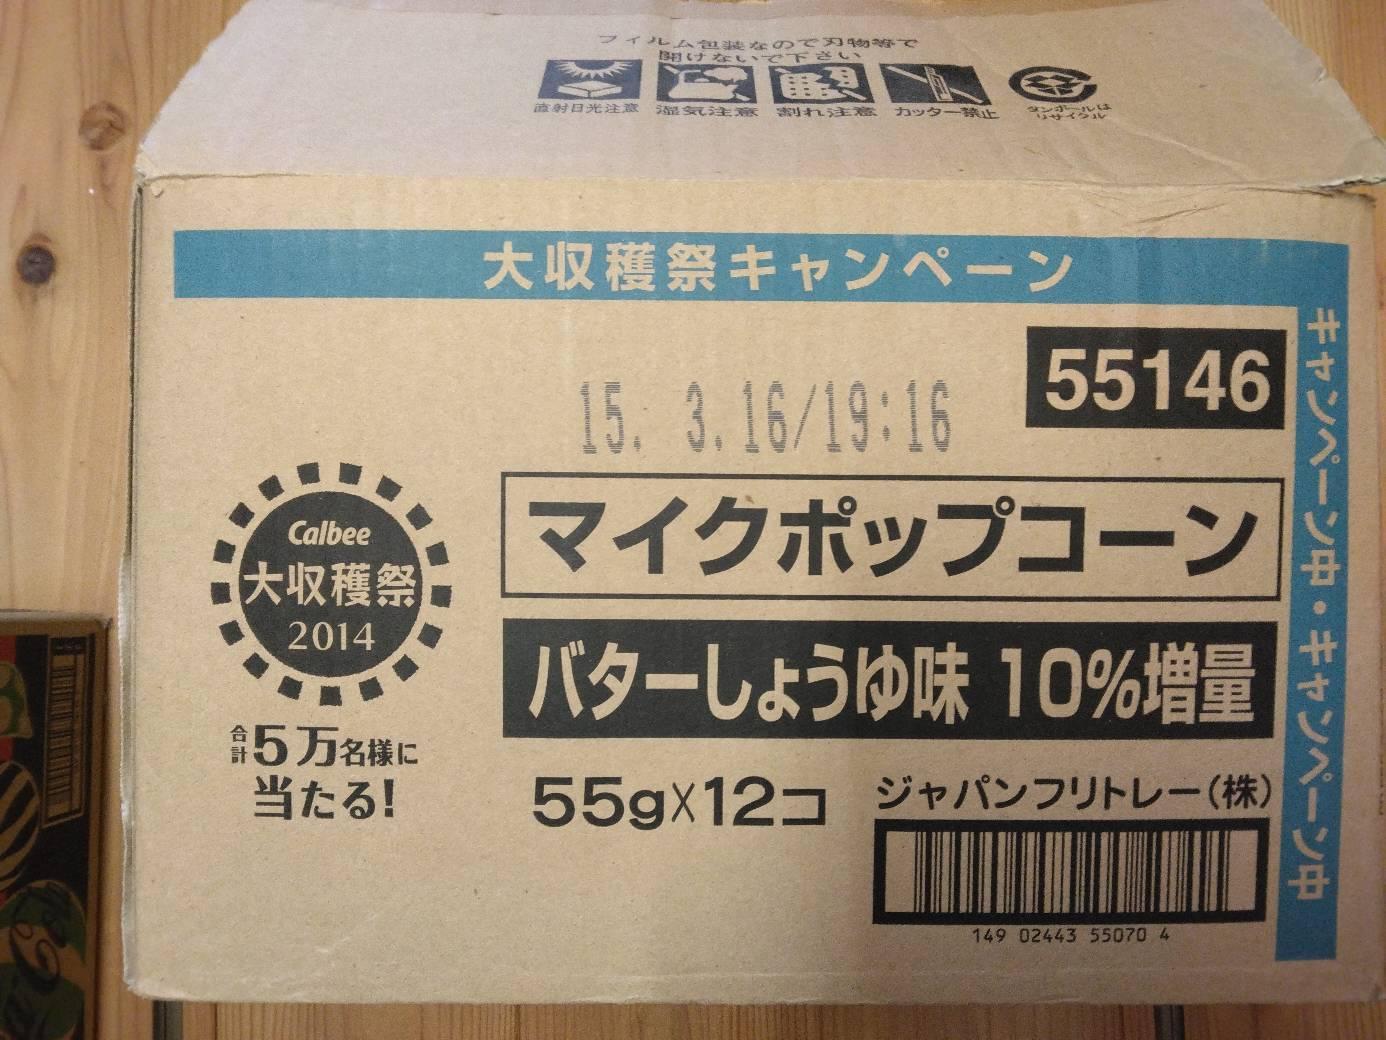 フィルム包装なので刃物等で
開けないで下さい
直射日光注意 湿気注意 割れ注意 カッター禁止
ダンボールは
リサイクル
大収穫祭キャンペーン
55146
15. 3.16/19:16
マイクポップコーン
バターしょうゆ味 10%増量
55g×12コ
ジャパンフリトレー(株)
149 02443 55070 4
Calbee
大収穫祭
2014
合計5万名様に
当たる!
キャンペーン中・キャンペーン中